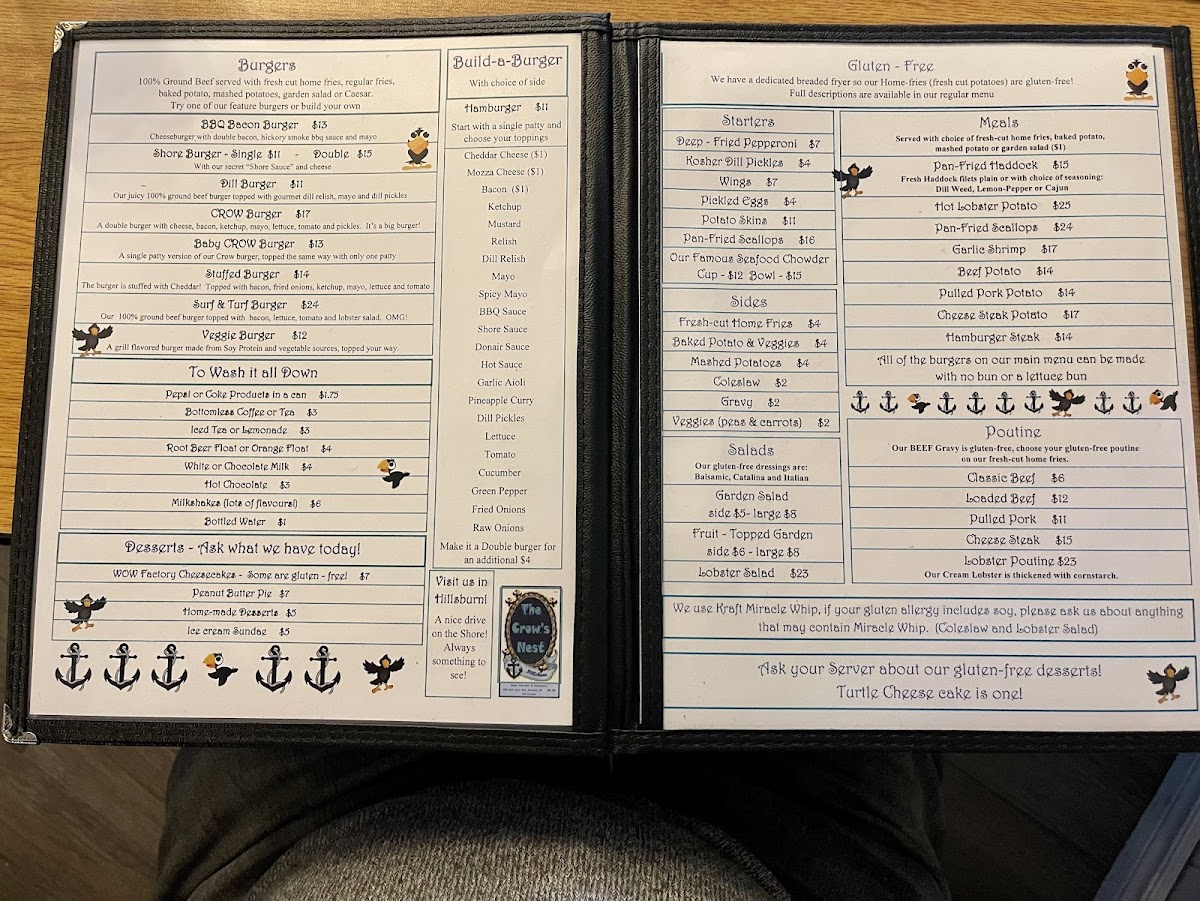 Burgers
100% Ground Beef served with fresh cut home fries, regular fries,
baked potato, mashed potatoes, garden salad or Caesar.
Try one of our feature burgers or build your own
BBQ Bacon Burger $13
Cheeseburger with double bacon, hickory smoke bbq sauce and mayo
Shore Burger - Single $11 - Double $15
With our secret "Shore Sauce" and cheese
Dill Burger $11
Our juicy 100% ground beef burger topped with gourmet dill relish, mayo and dill pickles
CROW Burger $17
A double burger with cheese, bacon, ketchup, mayo, lettuce, tomato and pickles. It's a big burger!
Baby CROW Burger $13
A single patty version of our Crow burger, topped the same way with only one patty
Stuffed Burger $14
The burger is stuffed with Cheddar! Topped with bacon, fried onions, ketchup, mayo, lettuce and tomato
Surf & Turf Burger $24
Our 100% ground beef burger topped with bacon, lettuce, tomato and lobster salad. OMG!
Veggie Burger $12
A grill flavored burger made from Soy Protein and vegetable sources, topped your way.
To Wash it all Down
Pepsi or Coke Products in a can $1.75
Bottomless Coffee or Tea $3
Iced Tea or Lemonade $3
Root Beer Float or Orange Float $4
White or Chocolate Milk $4
Hot Chocolate $3
Milkshakes (lots of flavours!) $6
Bottled Water $1
Desserts - Ask what we have today!
WOW Factory Cheesecakes - Some are gluten - free! $7
Peanut Butter Pie $7
Home-made Desserts $5
Ice cream Sundae $5
Build-a-Burger
With choice of side
Hamburger $11
Start with a single patty and
choose your toppings
Cheddar Cheese ($1)
Mozza Cheese ($1)
Bacon ($1)
Ketchup
Mustard
Relish
Dill Relish
Mayo
Spicy Mayo
BBQ Sauce
Shore Sauce
Donair Sauce
Hot Sauce
Garlic Aioli
Pineapple Curry
Dill Pickles
Lettuce
Tomato
Cucumber
Green Pepper
Fried Onions
Raw Onions
Make it a Double burger for
an additional $4
Visit us in
Hillsburn!
A nice drive
on the Shore!
Always
something to
see!
The
Crow's
Nest
Gluten - Free
We have a dedicated breaded fryer so our Home-fries (fresh cut potatoes) are gluten-free!
Full descriptions are available in our regular menu
Starters
Deep - Fried Pepperoni $7
Kosher Dill Pickles $4
Wings $7
Pickled Eggs $4
Potato Skins $11
Pan-Fried Scallops $16
Our Famous Seafood Chowder
Cup - $12 Bowl - $15
Sides
Fresh-cut Home Fries $4
Baked Potato & Veggies $4
Mashed Potatoes $4
Coleslaw $2
Gravy $2
Veggies (peas & carrots) $2
Salads
Our gluten-free dressings are:
Balsamic, Catalina and Italian
Garden Salad
side $5- large $8
Fruit - Topped Garden
side $6 - large $8
Lobster Salad $23
Meals
Served with choice of fresh-cut home fries, baked potato,
mashed potato or garden salad ($1)
Pan-Fried Haddock $15
Fresh Haddock filets plain or with choice of seasoning:
Dill Weed, Lemon-Pepper or Cajun
Hot Lobster Potato $25
Pan-Fried Scallops $24
Garlic Shrimp $17
Beef Potato $14
Pulled Pork Potato $14
Cheese Steak Potato $17
Hamburger Steak $14
All of the burgers on our main menu can be made
with no bun or a lettuce bun
Poutine
Our BEEF Gravy is gluten-free, choose your gluten-free poutine
on our fresh-cut home fries.
Classic Beef $6
Loaded Beef $12
Pulled Pork $11
Cheese Steak $15
Lobster Poutine $23
Our Cream Lobster is thickened with cornstarch.
We use Kraft Miracle Whip, if your gluten allergy includes soy, please ask us about anything
that may contain Miracle Whip. (Coleslaw and Lobster Salad)
Ask your Server about our gluten-free desserts!
Turtle Cheese cake is one!